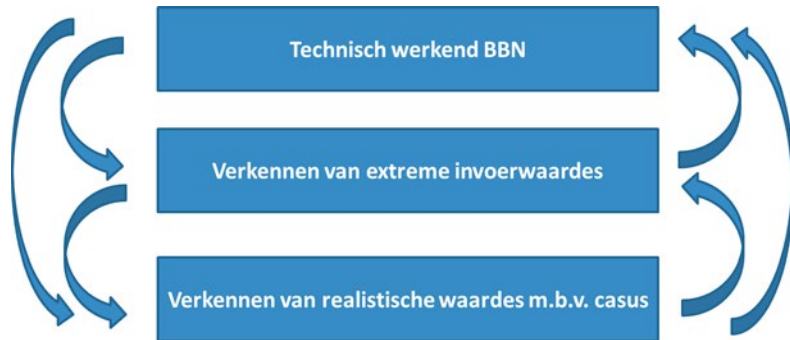 Technisch werkend BBN
Verkennen van extreme invoerwaardes
Verkennen van realistische waardes m.b.v. casus